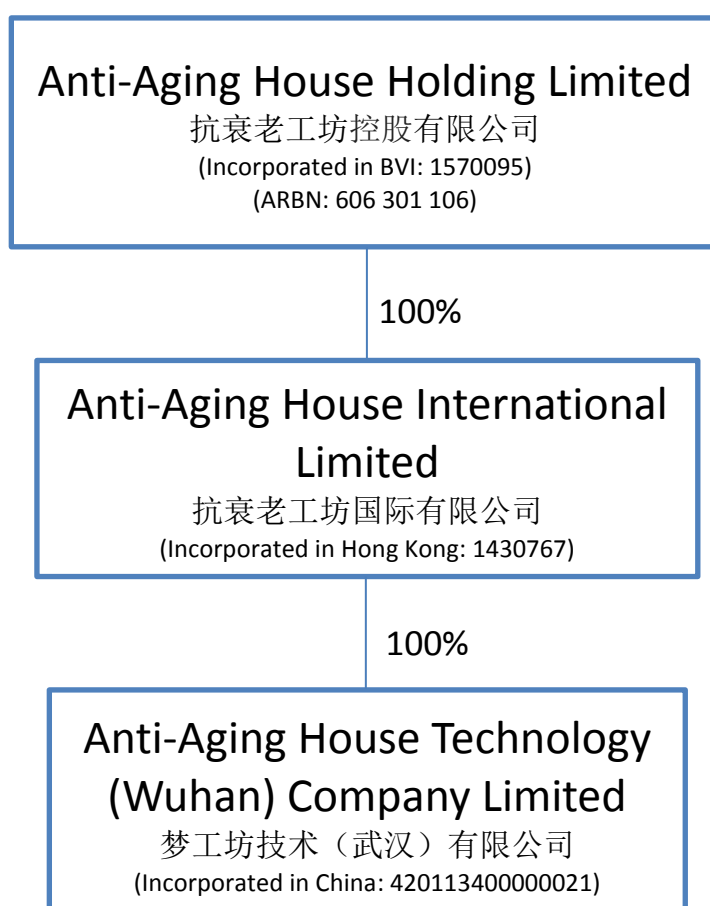 Anti-Aging House Holding Limited
抗衰老工坊控股有限公司
(Incorporated in BVI: 1570095)
(ARBN: 606 301 106)
100%
Anti-Aging House International
Limited
抗衰老工坊国际有限公司
(Incorporated in Hong Kong: 1430767)
100%
Anti-Aging House Technology
(Wuhan) Company Limited
梦工坊技术（武汉）有限公司
(Incorporated in China: 420113400000021)